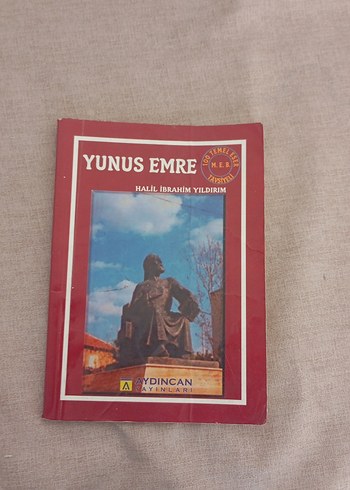 YUNUS EMRE
100 TEMEL ESER
M. E. B.
TAVSİYELİ
HALİL İBRAHİM YILDIRIM
AYDINCAN
YAYINLARI